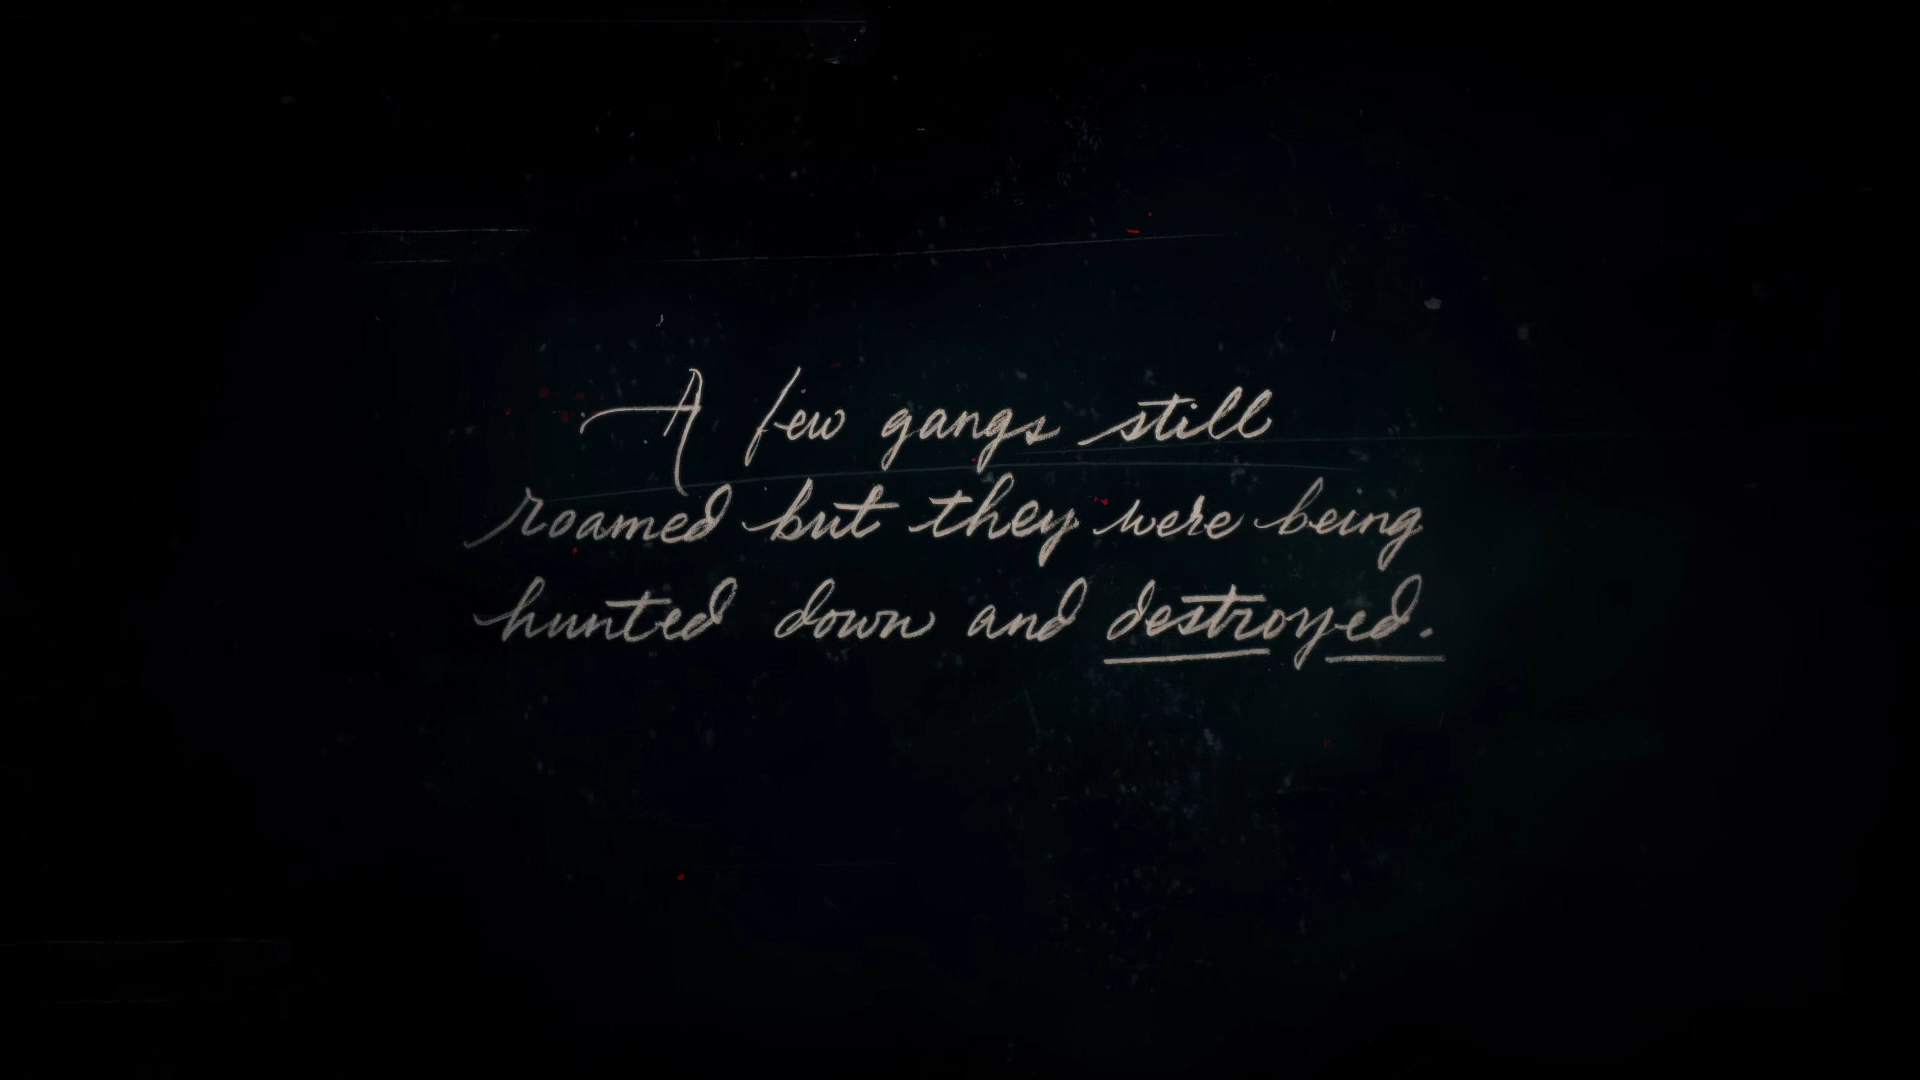 A few gangs still
roamed but they were being
hunted down and destroyed.